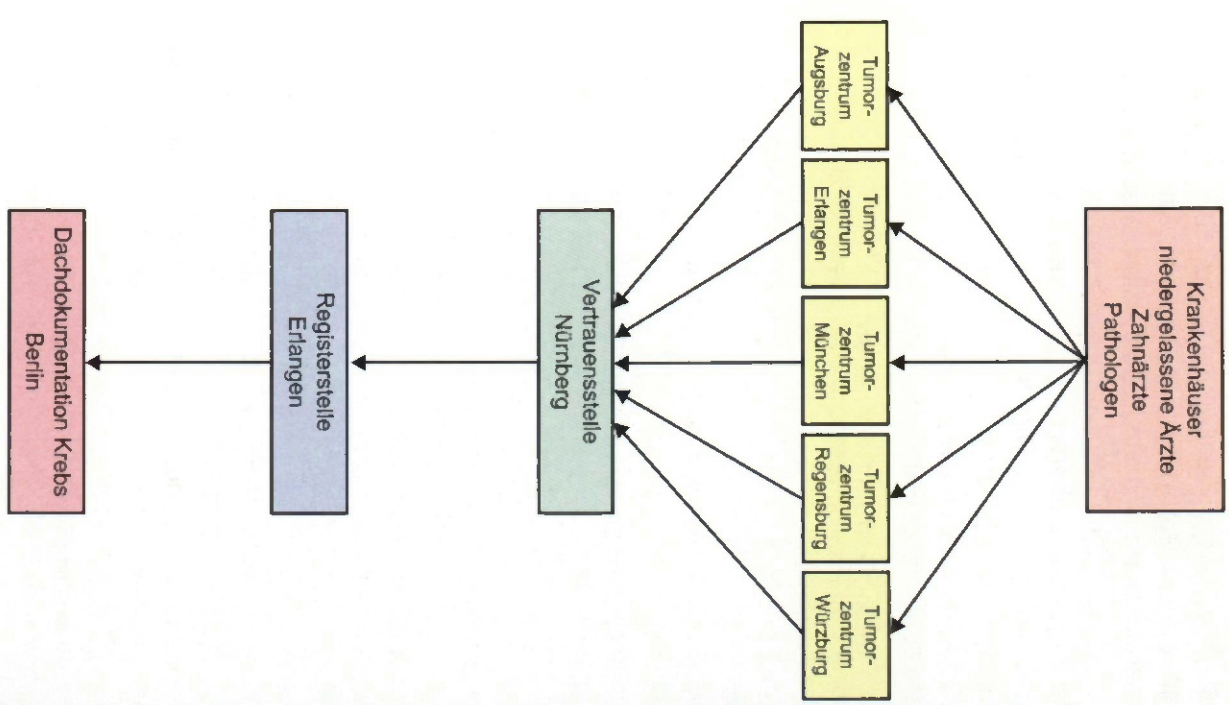 Krankenhäuser
niedergelassene Ärzte
Zahnärzte
Pathologen
Tumor-
zentrum
Augsburg
Tumor-
zentrum
Erlangen
Tumor-
zentrum
München
Tumor-
zentrum
Regensburg
Tumor-
zentrum
Würzburg
Vertrauensstelle
Nürnberg
Registerstelle
Erlangen
Dachdokumentation Krebs
Berlin